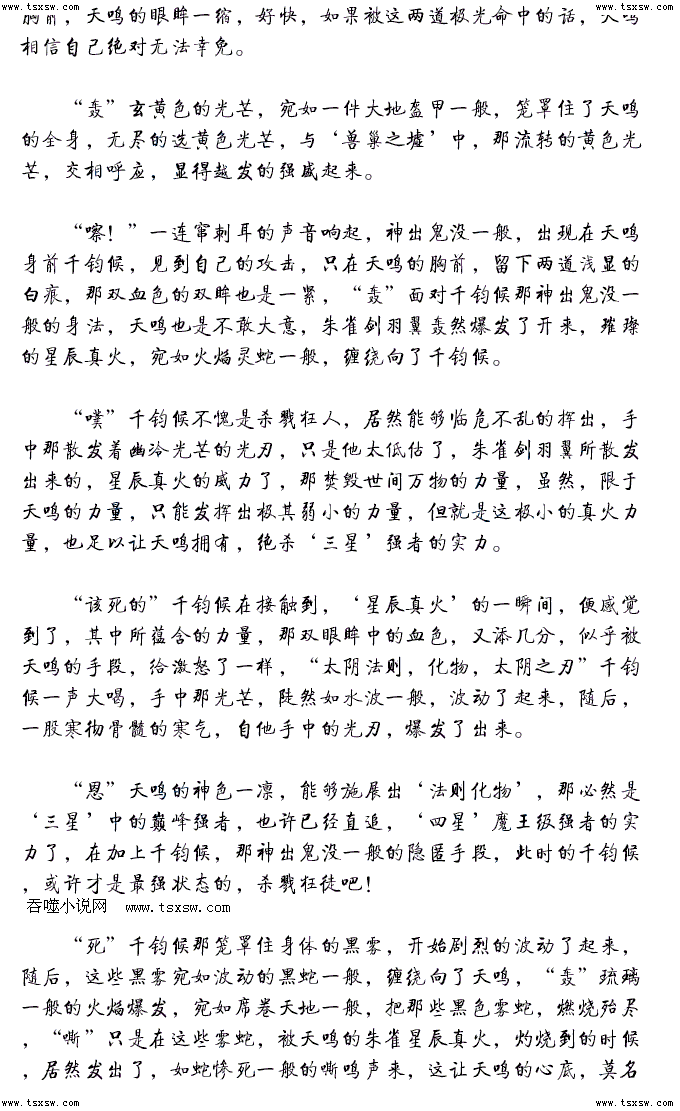 www.tsxsw.com www.tsxsw.com www.tsxsw.com www.tsxsw.com
胸前，天鸣的眼眸一缩，好快，如果被这两道极光命中的话，天鸣
相信自己绝对无法幸免。
“轰”玄黄色的光芒，宛如一件大地盔甲一般，笼罩住了天鸣
的全身，无尽的选黄色光芒，与‘兽巢之墟’中，那流转的黄色光
芒，交相呼应，显得越发的强威起来。
“嚓！”一连窜刺耳的声音响起，神出鬼没一般，出现在天鸣
身前千钧候，见到自己的攻击，只在天鸣的胸前，留下两道浅显的
白痕，那双血色的双眸也是一紧，“轰”面对千钧候那神出鬼没一
般的身法，天鸣也是不敢大意，朱雀剑羽翼轰然爆发了开来，璀璨
的星辰真火，宛如火焰灵蛇一般，缠绕向了千钧候。
“噗”千钧候不愧是杀戮狂人，居然能够临危不乱的挥出，手
中那散发着幽冷光芒的光刃，只是他太低估了，朱雀剑羽翼所散发
出来的，星辰真火的威力了，那焚毁世间万物的力量，虽然，限于
天鸣的力量，只能发挥出极其弱小的力量，但就是这极小的真火力
量，也足以让天鸣拥有，绝杀‘三星’强者的实力。
“该死的”千钧候在接触到，‘星辰真火’的一瞬间，便感觉
到了，其中所蕴含的力量，那双眼眸中的血色，又添几分，似乎被
天鸣的手段，给激怒了一样，“太阴法则，化物，太阴之刃”千钧
候一声大喝，手中那光芒，陡然如水波一般，波动了起来，随后，
一股寒彻骨髓的寒气，自他手中的光刃，爆发了出来。
“恩”天鸣的神色一凛，能够施展出‘法则化物’，那必然是
‘三星’中的巅峰强者，也许已经直追，‘四星’魔王级强者的实
力了，在加上千钧候，那神出鬼没一般的隐匿手段，此时的千钧候
，或许才是最强状态的，杀戮狂徒吧！
吞噬小说网 www.tsxsw.com
“死”千钧候那笼罩住身体的黑雾，开始剧烈的波动了起来，
随后，这些黑雾宛如波动的黑蛇一般，缠绕向了天鸣，“轰”琉璃
一般的火焰爆发，宛如席卷天地一般，把那些黑色雾蛇，燃烧殆尽
，“嘶”只是在这些雾蛇，被天鸣的朱雀星辰真火，灼烧到的时候
，居然发出了，如蛇惨死一般的嘶鸣声来，这让天鸣的心底，莫名
www.tsxsw.com www.tsxsw.com www.tsxsw.com www.tsxsw.com